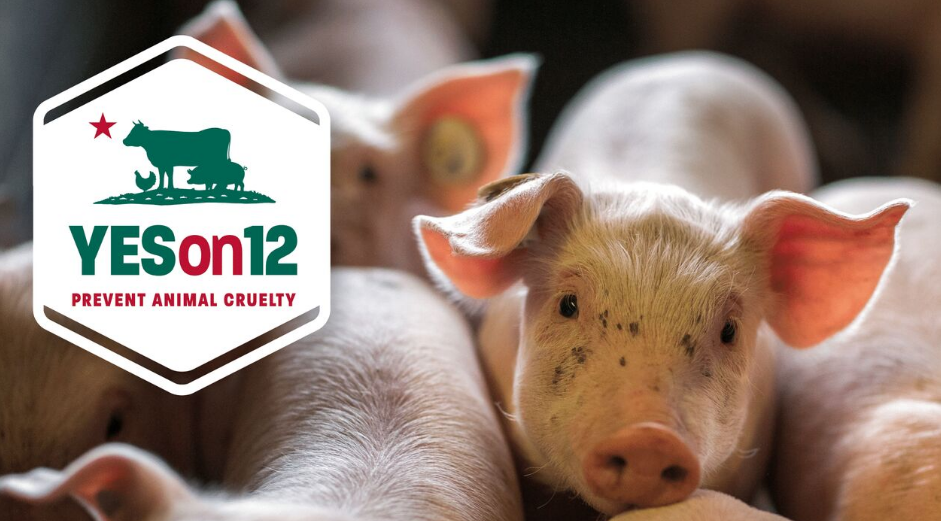 YESon12
PREVENT ANIMAL CRUELTY